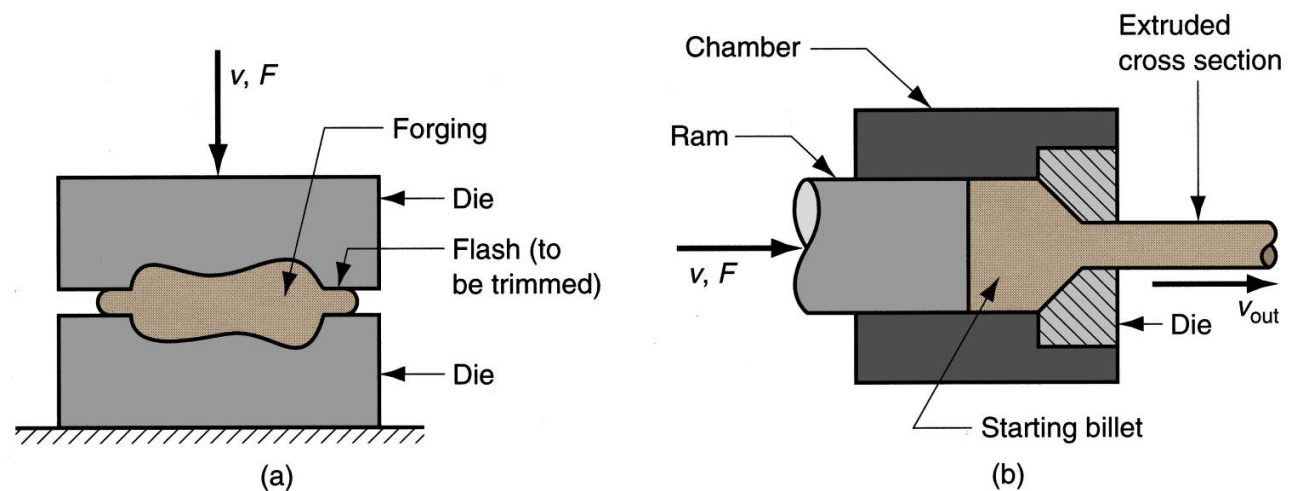 v, F
Forging
Die
Flash (to
be trimmed)
Die
(a)
Chamber
Extruded
cross section
Ram
v, F
v_out
Die
Starting billet
(b)